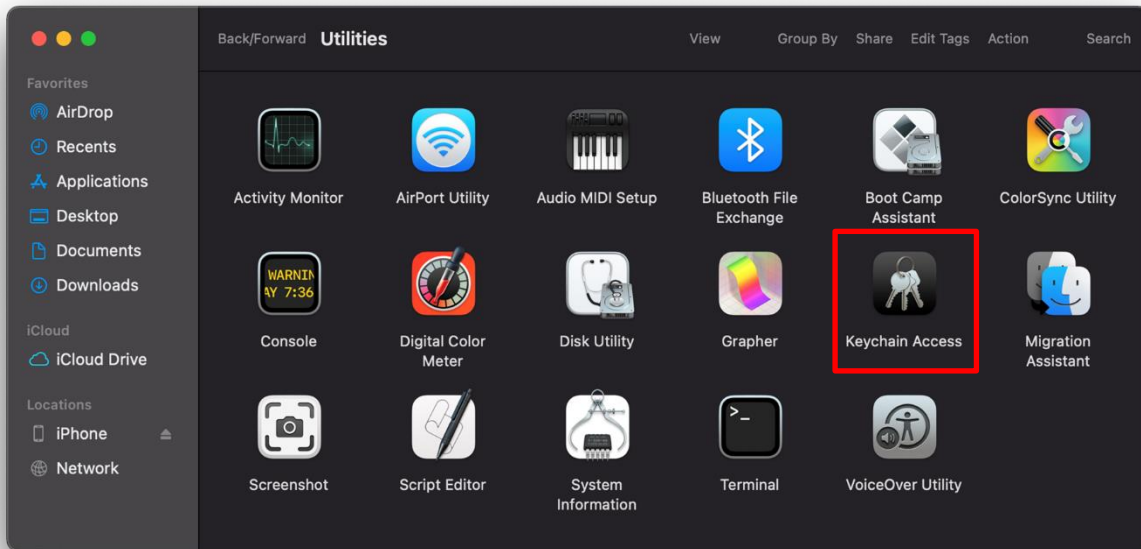 Back/Forward Utilities View Group By Share Edit Tags Action Search
Favorites
AirDrop
Recents
Applications
Desktop
Documents
Downloads
iCloud
iCloud Drive
Locations
iPhone
Network
Activity Monitor
AirPort Utility
Audio MIDI Setup
Bluetooth File
Exchange
Boot Camp
Assistant
ColorSync Utility
WARNIN
AY 7:36
Console
Digital Color
Meter
Disk Utility
Grapher
Keychain Access
Migration
Assistant
Screenshot
Script Editor
System
Information
>_
Terminal
VoiceOver Utility